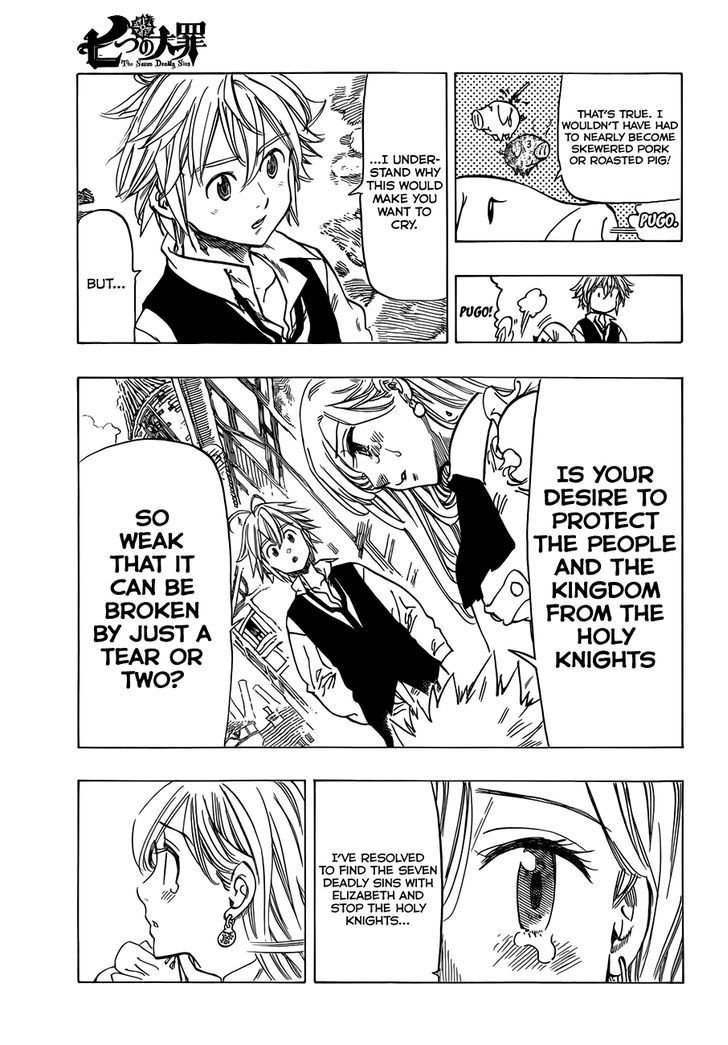 七つの大罪
The Seven Deadly Sins
THAT'S TRUE. I
WOULDN'T HAVE HAD
TO NEARLY BECOME
SKEWERED PORK
OR ROASTED PIG!
PUGO.
PUGO!
...I UNDER-
STAND WHY
THIS WOULD
MAKE YOU
WANT TO
CRY.
BUT...
IS YOUR
DESIRE TO
PROTECT
THE PEOPLE
AND THE
KINGDOM
FROM THE
HOLY
KNIGHTS
SO
WEAK
THAT IT
CAN BE
BROKEN
BY JUST A
TEAR OR
TWO?
I'VE RESOLVED
TO FIND THE SEVEN
DEADLY SINS WITH
ELIZABETH AND
STOP THE HOLY
KNIGHTS...